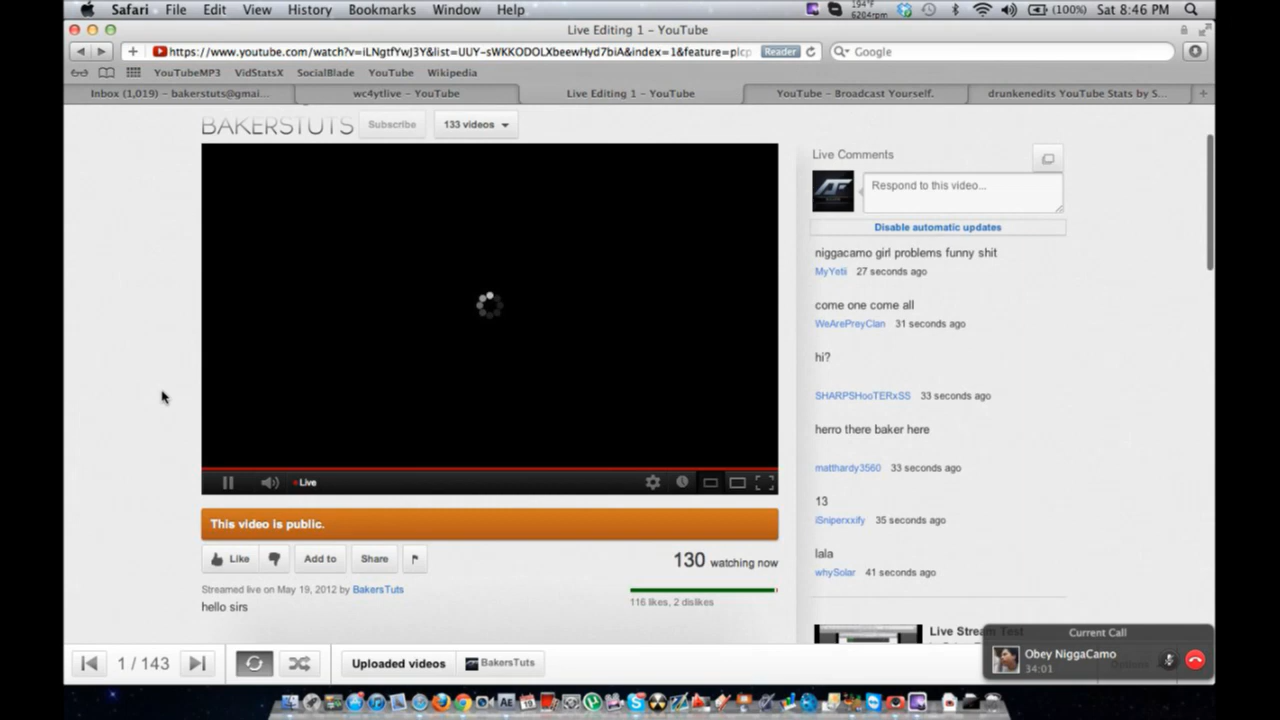 Safari File Edit View History Bookmarks Window Help 194°F 6204rpm (100%) Sat 8:46 PM
Live Editing 1 – YouTube
https://www.youtube.com/watch?v=iLNgtfYwJ3Y&list=UUY-sWKKODOLXbeewHyd7biA&index=1&feature=plcp Reader Google
YouTubeMP3 VidStatsX SocialBlade YouTube Wikipedia
Inbox (1,019) – bakerstuts@gmai... wc4ytlive – YouTube Live Editing 1 – YouTube YouTube – Broadcast Yourself. drunkenedits YouTube Stats by S...
BAKERSTUTS Subscribe 133 videos
Live Comments
Respond to this video...
Disable automatic updates
niggacamo girl problems funny shit
MyYetii 27 seconds ago
come one come all
WeArePreyClan 31 seconds ago
hi?
SHARPSHooTERxSS 33 seconds ago
herro there baker here
matthardy3560 33 seconds ago
13
iSniperxxify 35 seconds ago
lala
whySolar 41 seconds ago
Live
This video is public.
Like Add to Share
130 watching now
Streamed live on May 19, 2012 by BakersTuts
116 likes, 2 dislikes
hello sirs
Live Stream Test
Current Call
Obey NiggaCamo
34:01
1 / 143 Uploaded videos BakersTuts